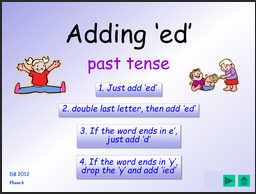 Adding ‘ed’
past tense
1. Just add ‘ed’
2. double last letter, then add ‘ed’
3. If the word ends in e’,
just add ‘d’
4. If the word ends in ‘y’,
drop the ‘y’ and add ‘ied’
DB 2012
Phase 6